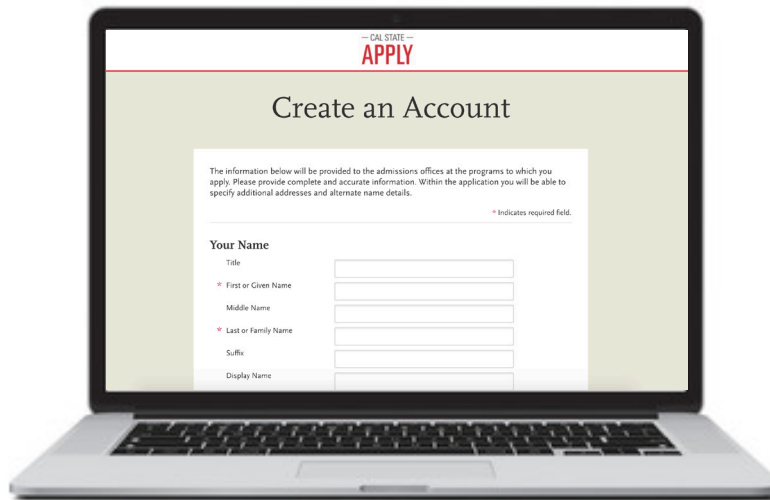 — CAL STATE —
APPLY
Create an Account
The information below will be provided to the admissions offices at the programs to which you
apply. Please provide complete and accurate information. Within the application you will be able to
specify additional addresses and alternate name details.
* Indicates required field.
Your Name
Title
* First or Given Name
Middle Name
* Last or Family Name
Suffix
Display Name